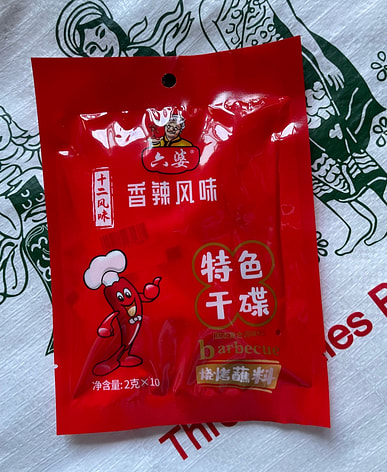 六婆
十二风味
香辣风味
特色
干碟
barbecue
烧烤蘸料
净含量: 2克×10
Thr
les P